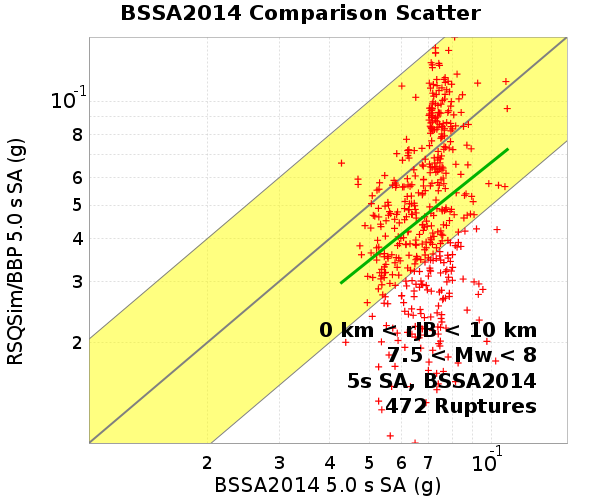 BSSA2014 Comparison Scatter
RSQSim/BBP 5.0 s SA (g)
10⁻¹
8
6
5
4
3
2
0 km < rJB < 10 km
7.5 < Mw < 8
5s SA, BSSA2014
472 Ruptures
2 3 4 5 6 7 10⁻¹
BSSA2014 5.0 s SA (g)